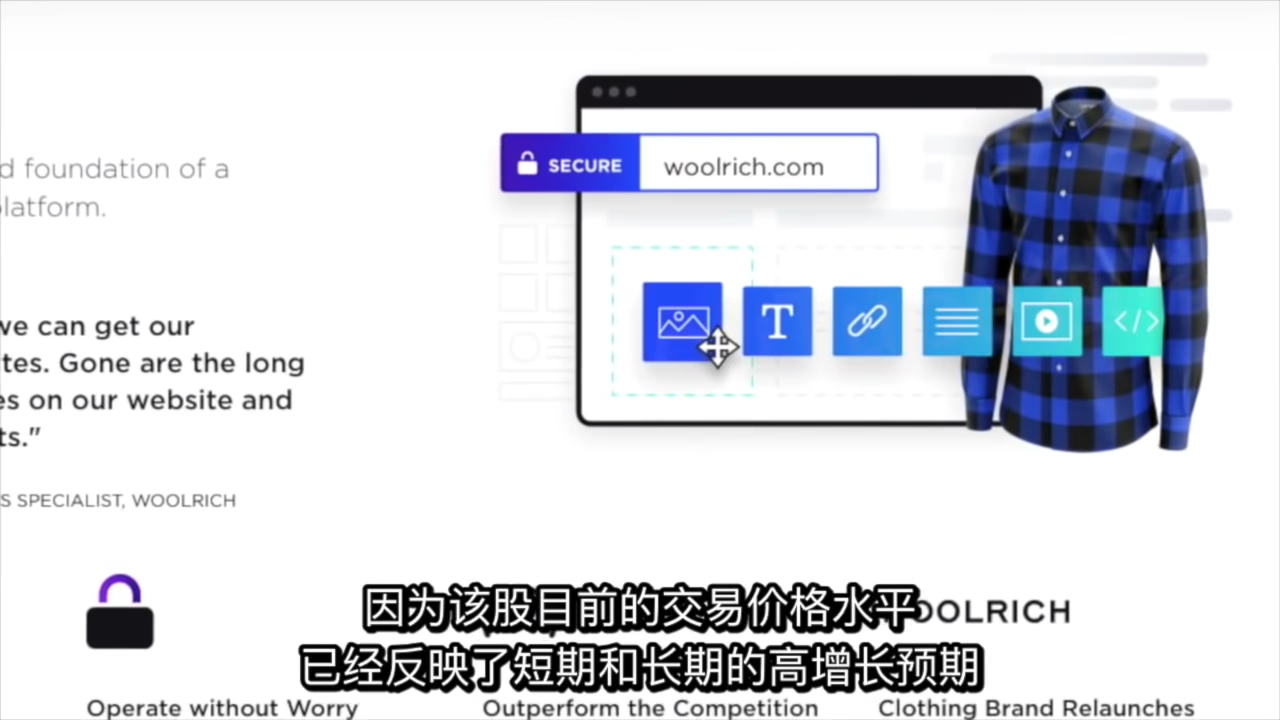 d foundation of a
platform.
SECURE
woolrich.com
T
</>
we can get our
tes. Gone are the long
es on our website and
ts."
S SPECIALIST, WOOLRICH
OOLRICH
因为该股目前的交易价格水平
已经反映了短期和长期的高增长预期
Operate without Worry
Outperform the Competition
Clothing Brand Relaunches